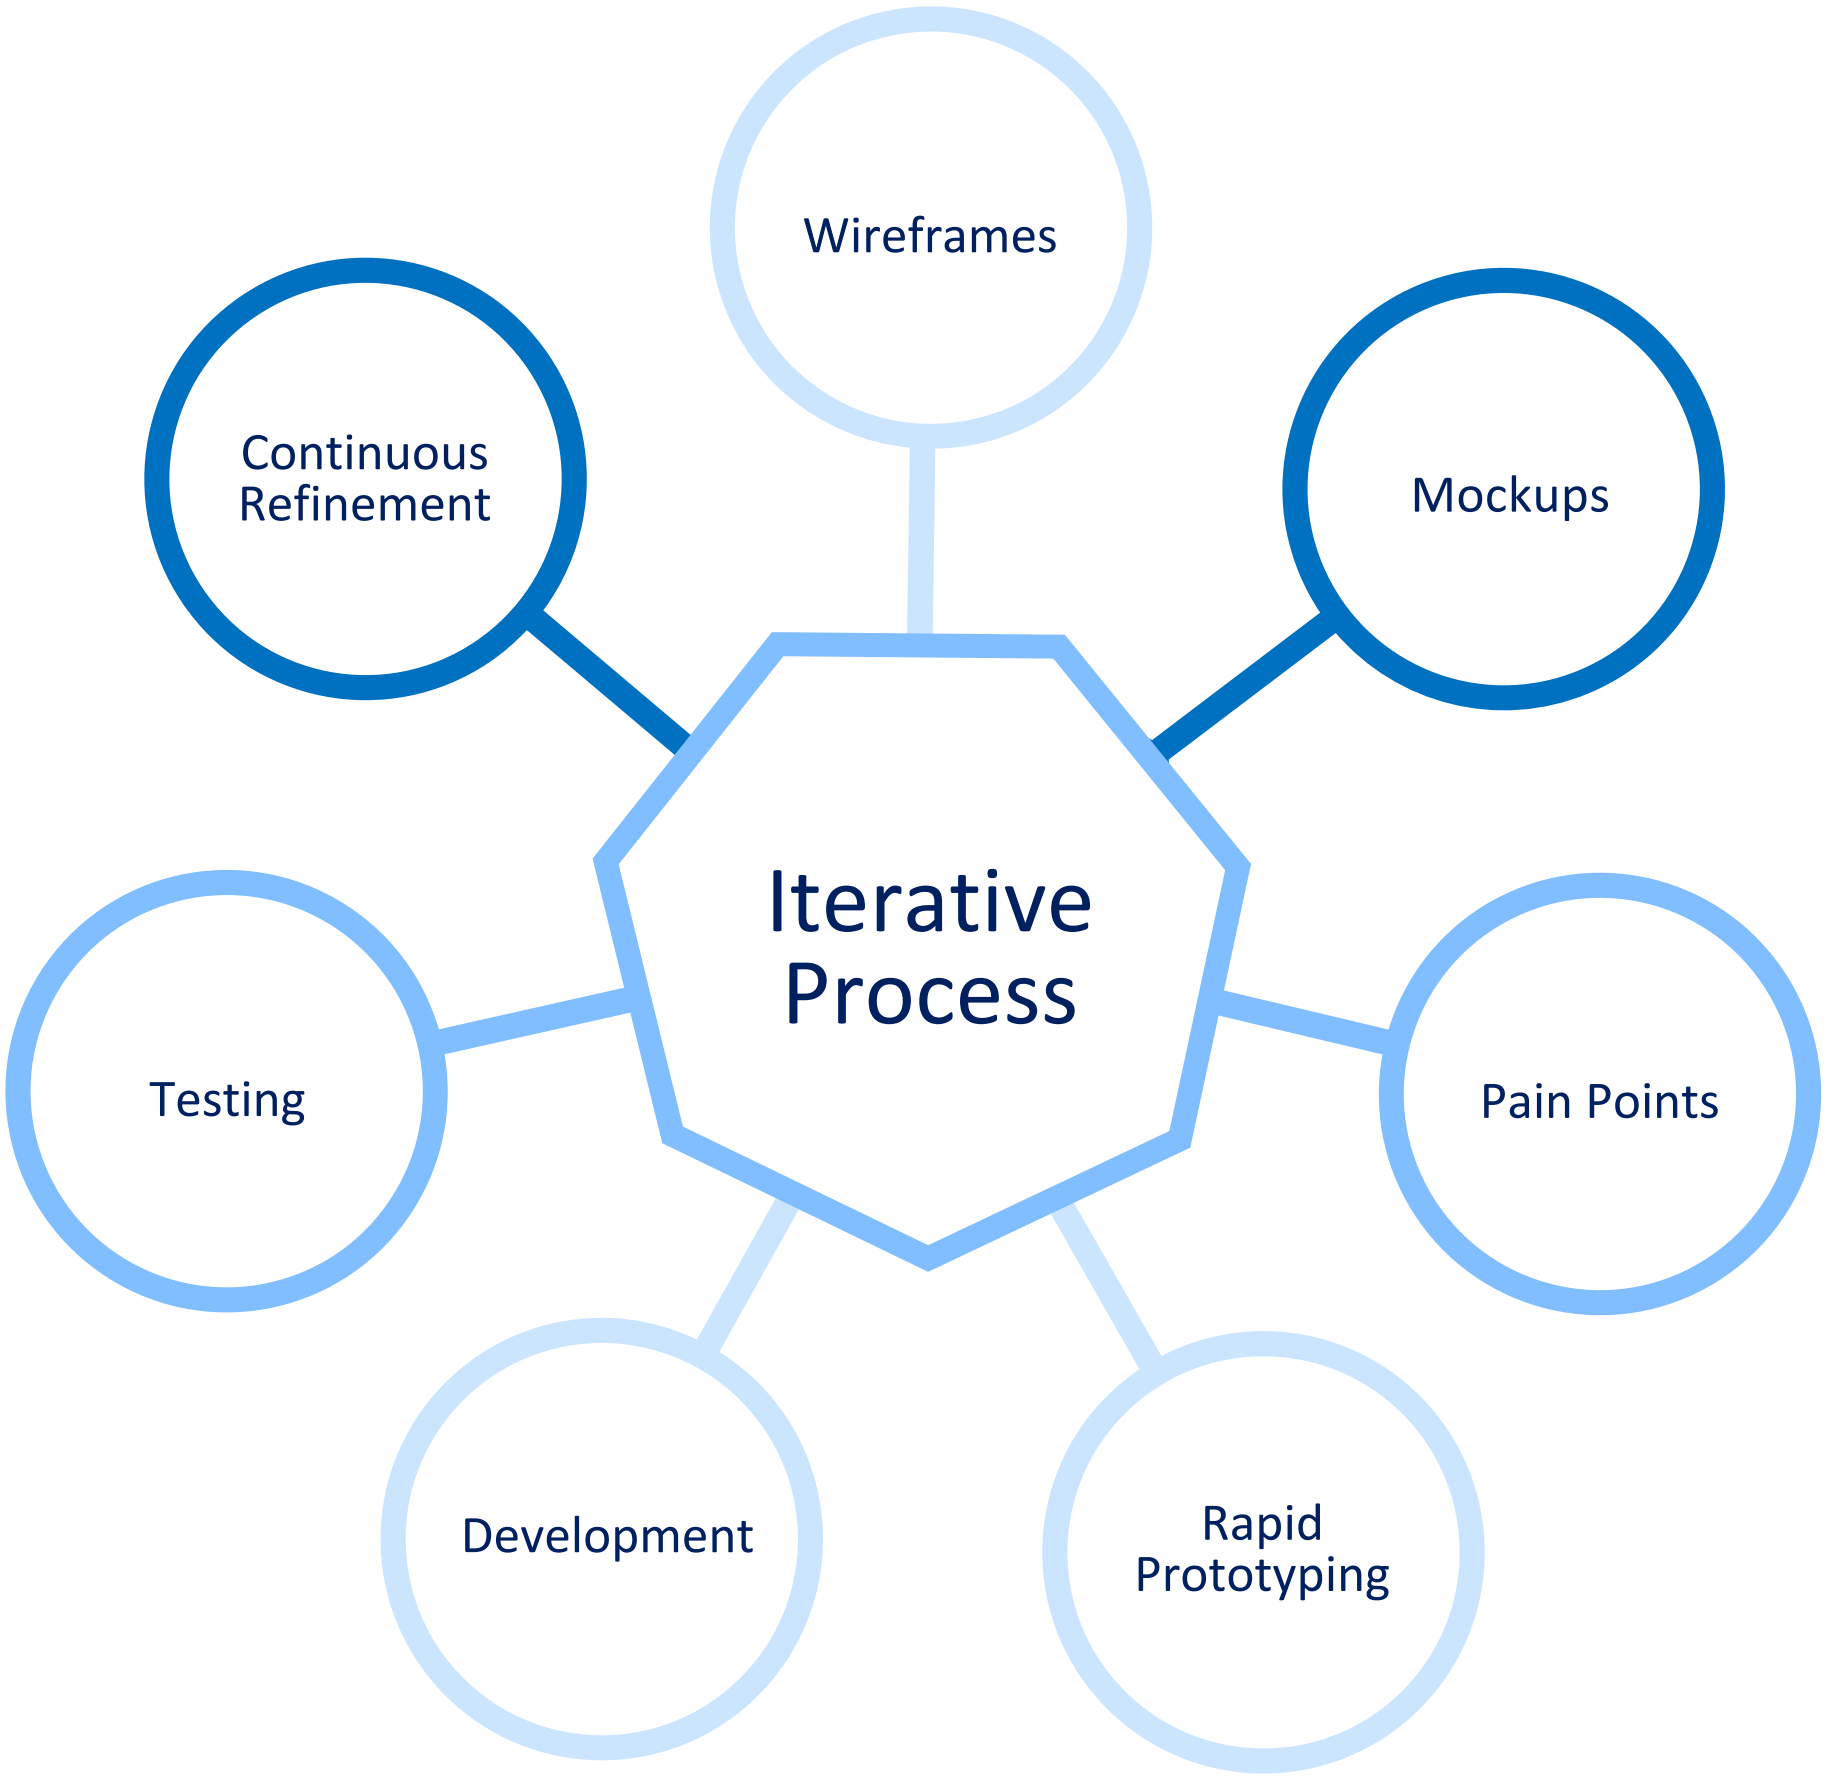 Wireframes
Continuous
Refinement
Mockups
Iterative
Process
Testing
Pain Points
Development
Rapid
Prototyping